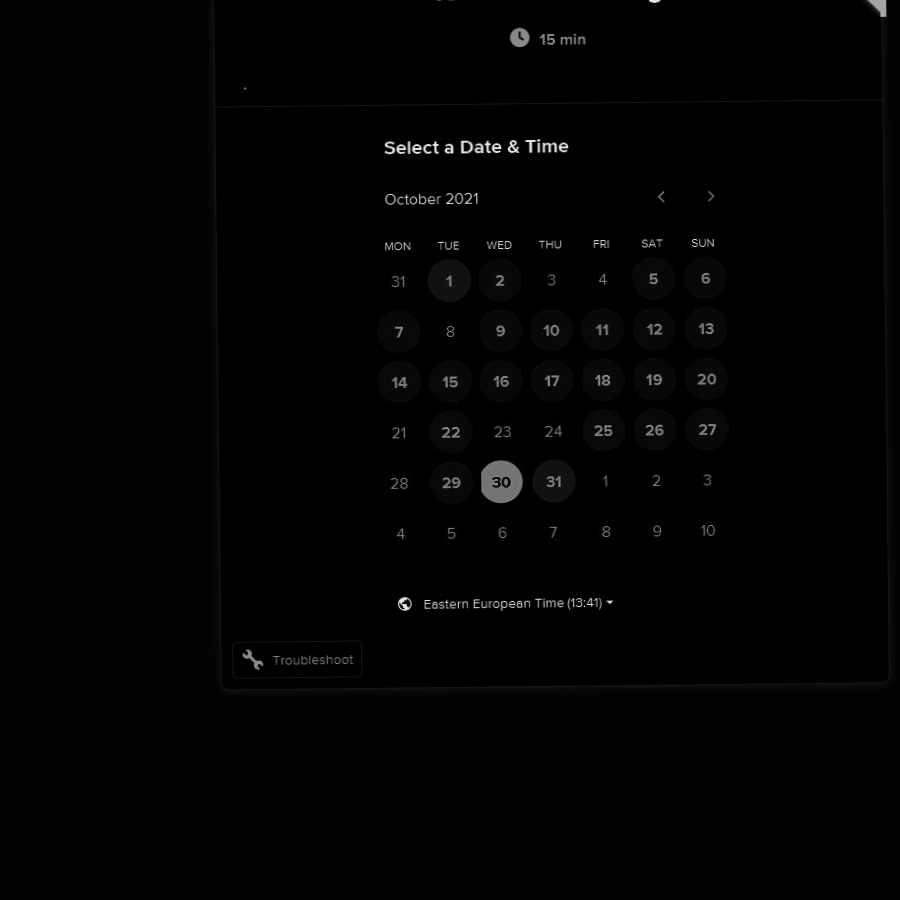 15 min
Select a Date & Time
October 2021
MON TUE WED THU FRI SAT SUN
31 1 2 3 4 5 6
7 8 9 10 11 12 13
14 15 16 17 18 19 20
21 22 23 24 25 26 27
28 29 30 31 1 2 3
4 5 6 7 8 9 10
Eastern European Time (13:41)
Troubleshoot